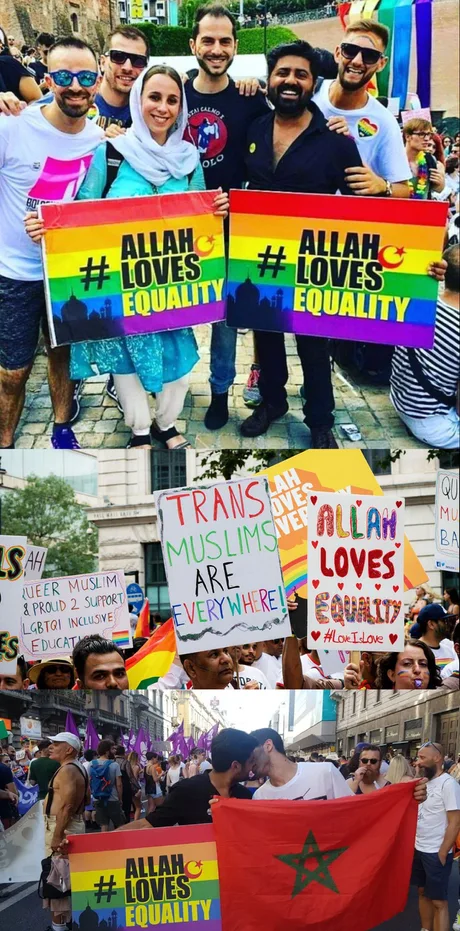 # ALLAH
LOVES
EQUALITY
# ALLAH
LOVES
EQUALITY
TRANS
MUSLIMS
ARE
EVERYWHERE!
ALLAH
LOVES
EQUALITY
#LoveIsLove
QUEER MUSLIM
& PROUD 2 SUPPORT
LGBTQI INCLUSIVE
EDUCATION
# ALLAH
LOVES
EQUALITY